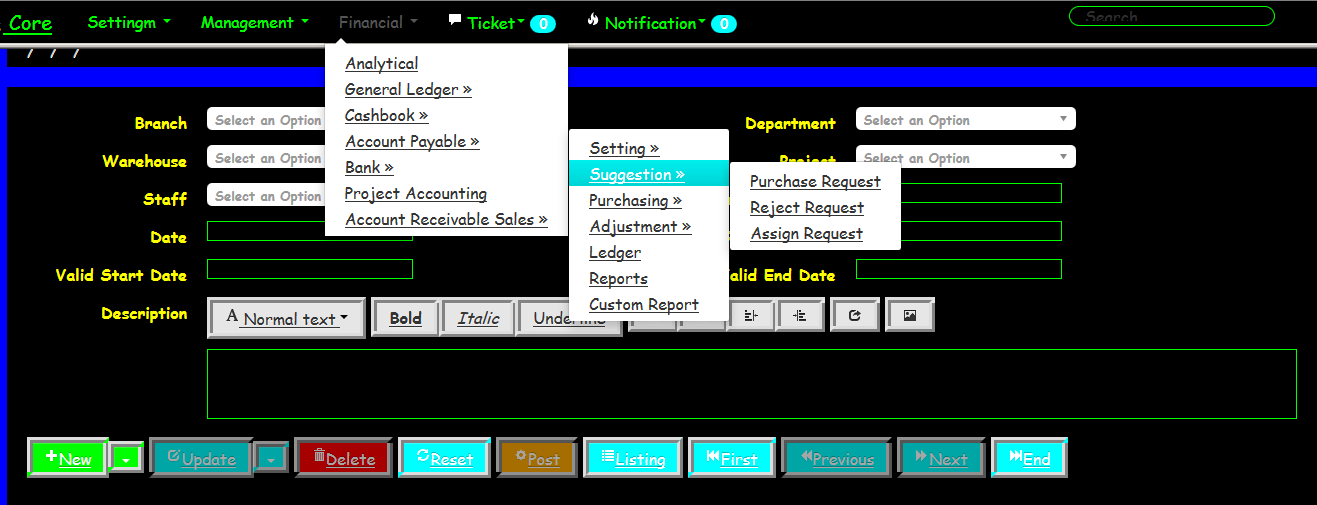 Core Settingm Management Financial Ticket 0 Notification 0 Search
Analytical
General Ledger »
Cashbook »
Account Payable »
Bank »
Project Accounting
Account Receivable Sales »
Setting »
Suggestion »
Purchasing »
Adjustment »
Ledger
Reports
Custom Report
Purchase Request
Reject Request
Assign Request
Branch Select an Option Department Select an Option
Warehouse Select an Option Project Select an Option
Staff Select an Option
Date
Valid Start Date alid End Date
Description A Normal text Bold Italic Underline
New Update Delete Reset Post Listing First Previous Next End